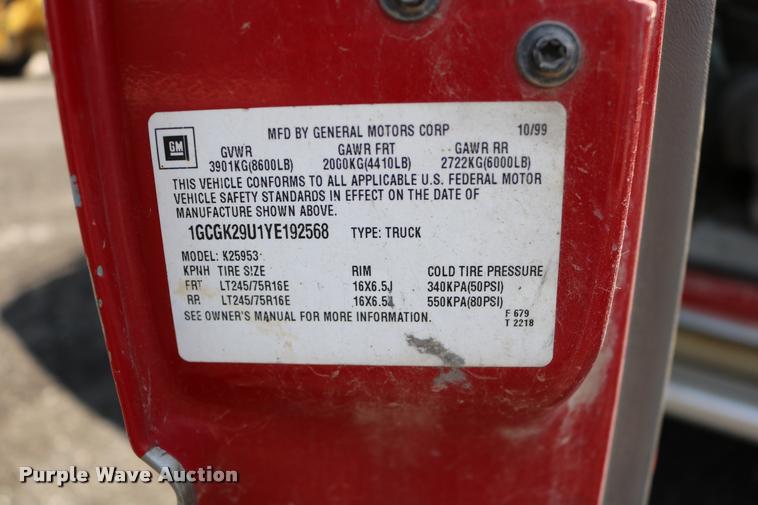 MFD BY GENERAL MOTORS CORP 10/99
GM
GVWR GAWR FRT GAWR RR
3901KG(8600LB) 2000KG(4410LB) 2722KG(6000LB)
THIS VEHICLE CONFORMS TO ALL APPLICABLE U.S. FEDERAL MOTOR
VEHICLE SAFETY STANDARDS IN EFFECT ON THE DATE OF
MANUFACTURE SHOWN ABOVE.
1GCGK29U1YE192568 TYPE: TRUCK
MODEL: K25953
KPNH TIRE SIZE RIM COLD TIRE PRESSURE
FRT LT245/75R16E 16X6.5J 340KPA(50PSI)
RR LT245/75R16E 16X6.5J 550KPA(80PSI)
SEE OWNER'S MANUAL FOR MORE INFORMATION.
F 679
T 2218
Purple Wave Auction